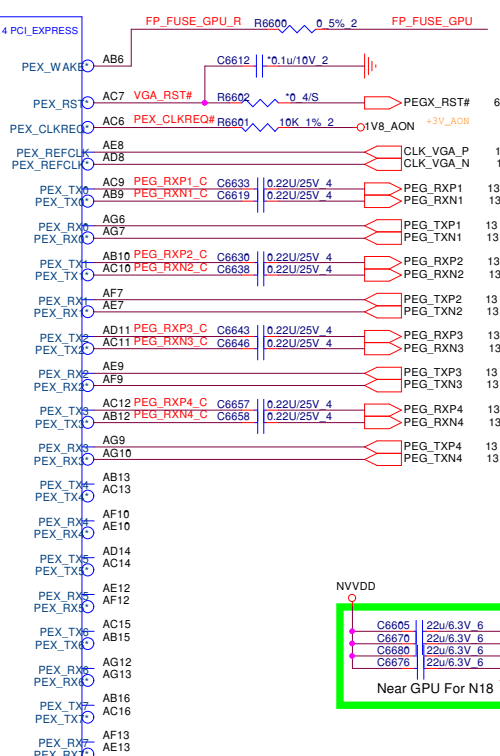 FP_FUSE_GPU_R R6600 0_5%_2 FP_FUSE_GPU
4 PCI_EXPRESS
PEX_WAKE AB6 C6612 *0.1u/10V_2
PEX_RST AC7 VGA_RST# R6602 *0_4/S PEGX_RST# 6
PEX_CLKREQ AC6 PEX_CLKREQ# R6601 10K_1%_2 1V8_AON +3V_AON
PEX_REFCLK AE8 CLK_VGA_P 1
PEX_REFCLK AD8 CLK_VGA_N 1
PEX_TX0 AC9 PEG_RXP1_C C6633 0.22U/25V_4 PEG_RXP1 13
PEX_TX0 AB9 PEG_RXN1_C C6619 0.22U/25V_4 PEG_RXN1 13
PEX_RX0 AG6 PEG_TXP1 13
PEX_RX0 AG7 PEG_TXN1 13
PEX_TX1 AB10 PEG_RXP2_C C6630 0.22U/25V_4 PEG_RXP2 13
PEX_TX1 AC10 PEG_RXN2_C C6638 0.22U/25V_4 PEG_RXN2 13
PEX_RX1 AF7 PEG_TXP2 13
PEX_RX1 AE7 PEG_TXN2 13
PEX_TX2 AD11 PEG_RXP3_C C6643 0.22U/25V_4 PEG_RXP3 13
PEX_TX2 AC11 PEG_RXN3_C C6646 0.22U/25V_4 PEG_RXN3 13
PEX_RX2 AE9 PEG_TXP3 13
PEX_RX2 AF9 PEG_TXN3 13
PEX_TX3 AC12 PEG_RXP4_C C6657 0.22U/25V_4 PEG_RXP4 13
PEX_TX3 AB12 PEG_RXN4_C C6658 0.22U/25V_4 PEG_RXN4 13
PEX_RX3 AG9 PEG_TXP4 13
PEX_RX3 AG10 PEG_TXN4 13
PEX_TX4 AB13
PEX_TX4 AC13
PEX_RX4 AF10
PEX_RX4 AE10
PEX_TX5 AD14
PEX_TX5 AC14
PEX_RX5 AE12
PEX_RX5 AF12
PEX_TX6 AC15
PEX_TX6 AB15
PEX_RX6 AG12
PEX_RX6 AG13
PEX_TX7 AB16
PEX_TX7 AC16
PEX_RX7 AF13
PEX_RX7 AE13
NVVDD
C6605 22u/6.3V_6
C6670 22u/6.3V_6
C6680 22u/6.3V_6
C6676 22u/6.3V_6
Near GPU For N18